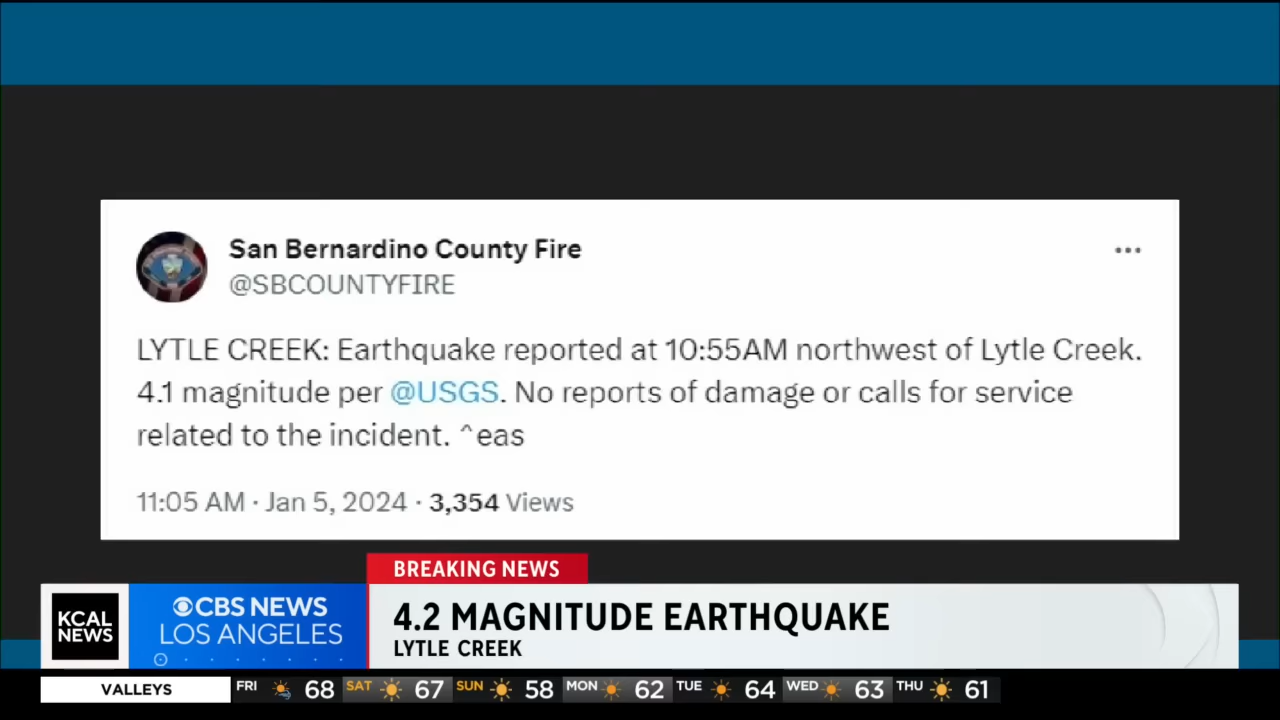 San Bernardino County Fire
@SBCOUNTYFIRE
LYTLE CREEK: Earthquake reported at 10:55AM northwest of Lytle Creek.
4.1 magnitude per @USGS. No reports of damage or calls for service
related to the incident. ^eas
11:05 AM · Jan 5, 2024 · 3,354 Views
BREAKING NEWS
KCAL
NEWS
CBS NEWS
LOS ANGELES
4.2 MAGNITUDE EARTHQUAKE
LYTLE CREEK
VALLEYS FRI 68 SAT 67 SUN 58 MON 62 TUE 64 WED 63 THU 61